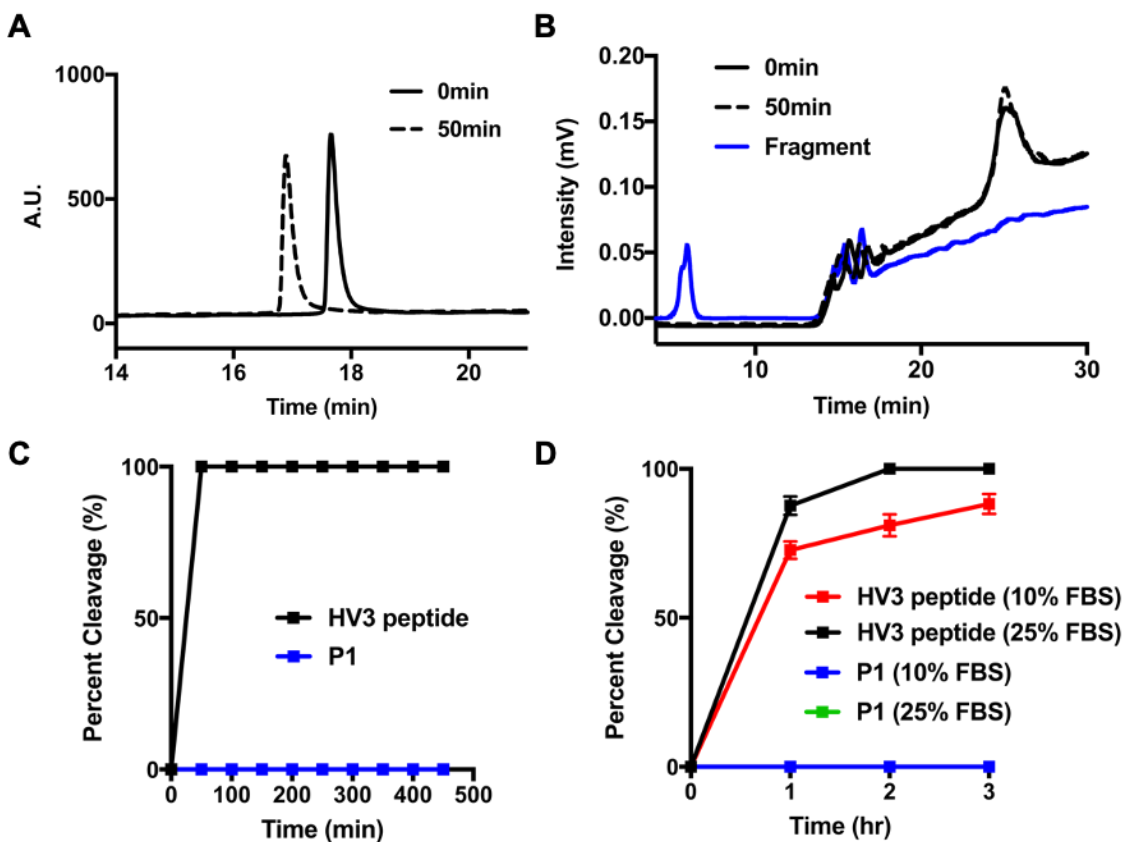 A
1000
500
0
A.U.
14
16
18
20
Time (min)
0min
50min
B
0.20
0.15
0.10
0.05
0.00
Intensity (mV)
10
20
30
Time (min)
0min
50min
Fragment
C
100
50
0
Percent Cleavage (%)
0
100
200
300
400
500
Time (min)
HV3 peptide
P1
D
100
50
0
Percent Cleavage (%)
0
1
2
3
Time (hr)
HV3 peptide (10% FBS)
HV3 peptide (25% FBS)
P1 (10% FBS)
P1 (25% FBS)